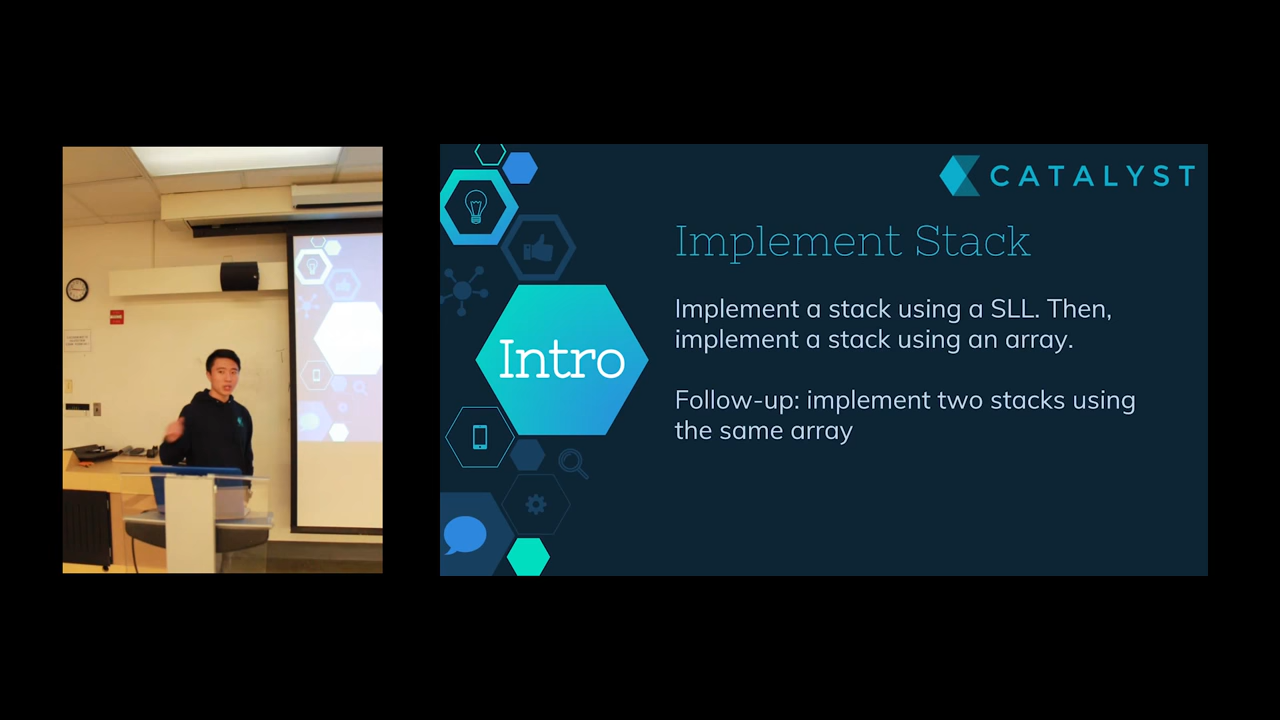 CATALYST
Implement Stack
Implement a stack using a SLL. Then,
implement a stack using an array.
Intro
Follow-up: implement two stacks using
the same array